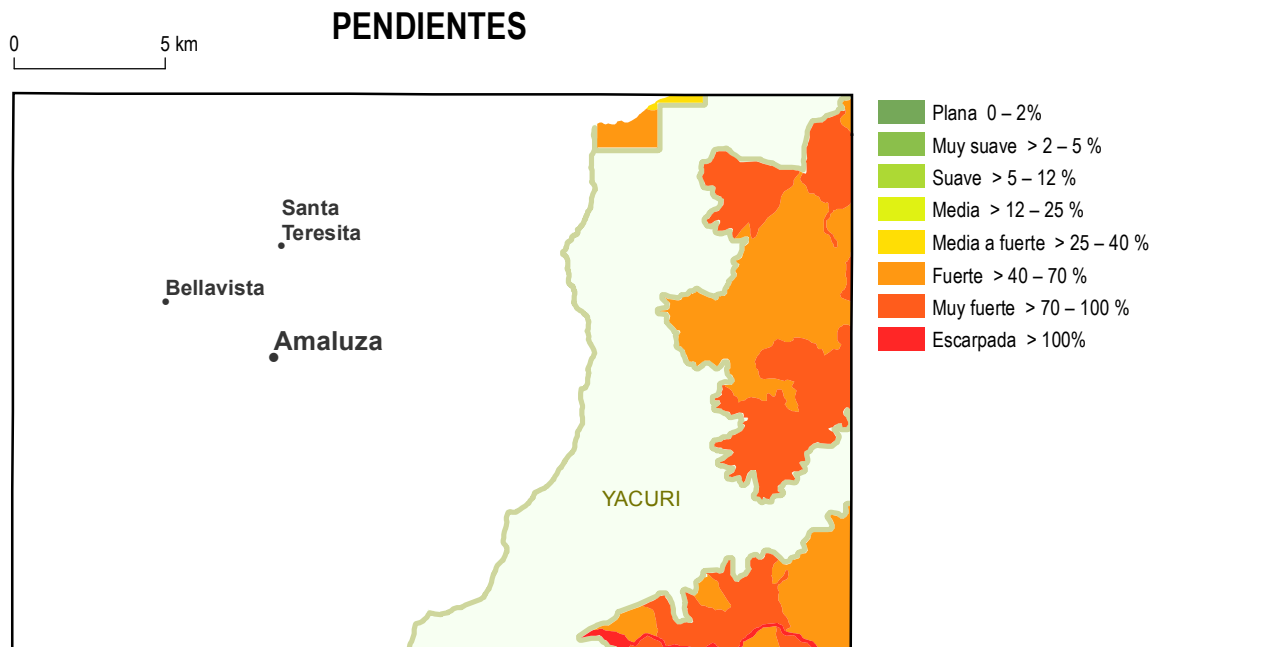 PENDIENTES
0 5 km
Santa
Teresita
Bellavista
Amaluza
YACURI
Plana 0 – 2%
Muy suave > 2 – 5 %
Suave > 5 – 12 %
Media > 12 – 25 %
Media a fuerte > 25 – 40 %
Fuerte > 40 – 70 %
Muy fuerte > 70 – 100 %
Escarpada > 100%